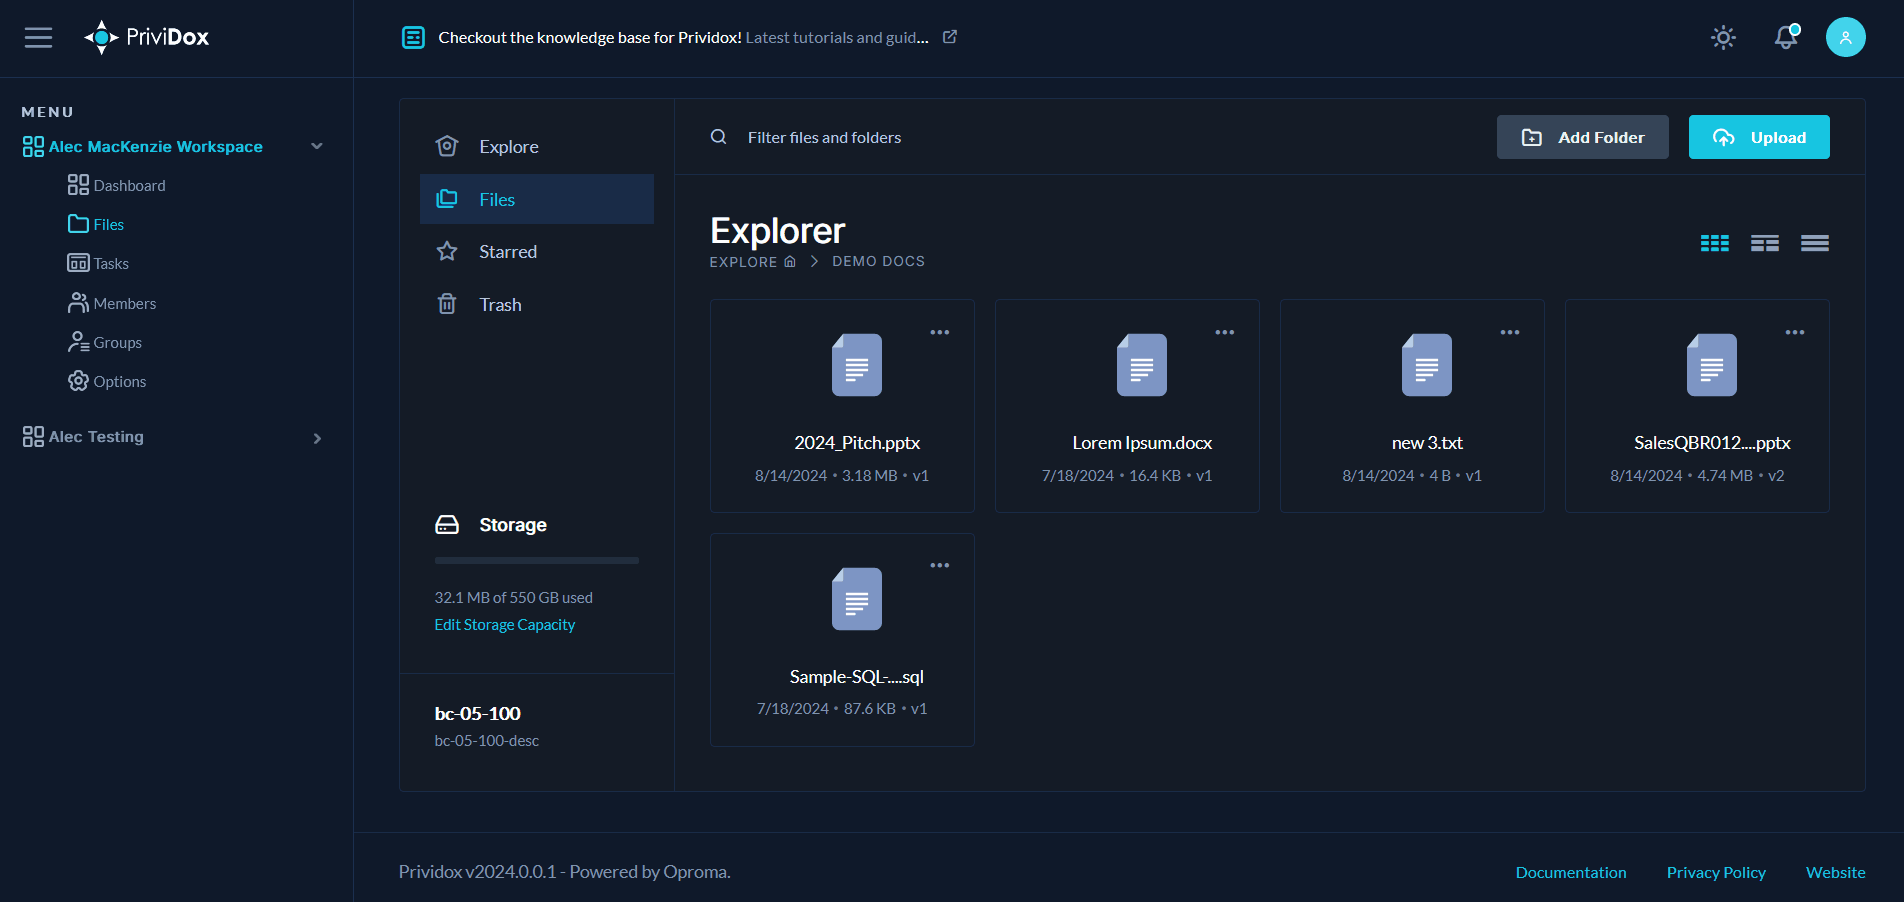 PriviDox
Checkout the knowledge base for Prividox! Latest tutorials and guid...
MENU
Alec MacKenzie Workspace
Dashboard
Files
Tasks
Members
Groups
Options
Alec Testing
Explore
Files
Starred
Trash
Storage
32.1 MB of 550 GB used
Edit Storage Capacity
bc-05-100
bc-05-100-desc
Filter files and folders
Add Folder
Upload
Explorer
EXPLORE > DEMO DOCS
2024_Pitch.pptx
8/14/2024 • 3.18 MB • v1
Lorem Ipsum.docx
7/18/2024 • 16.4 KB • v1
new 3.txt
8/14/2024 • 4 B • v1
SalesQBR012....pptx
8/14/2024 • 4.74 MB • v2
Sample-SQL-....sql
7/18/2024 • 87.6 KB • v1
Prividox v2024.0.0.1 - Powered by Oproma.
Documentation
Privacy Policy
Website